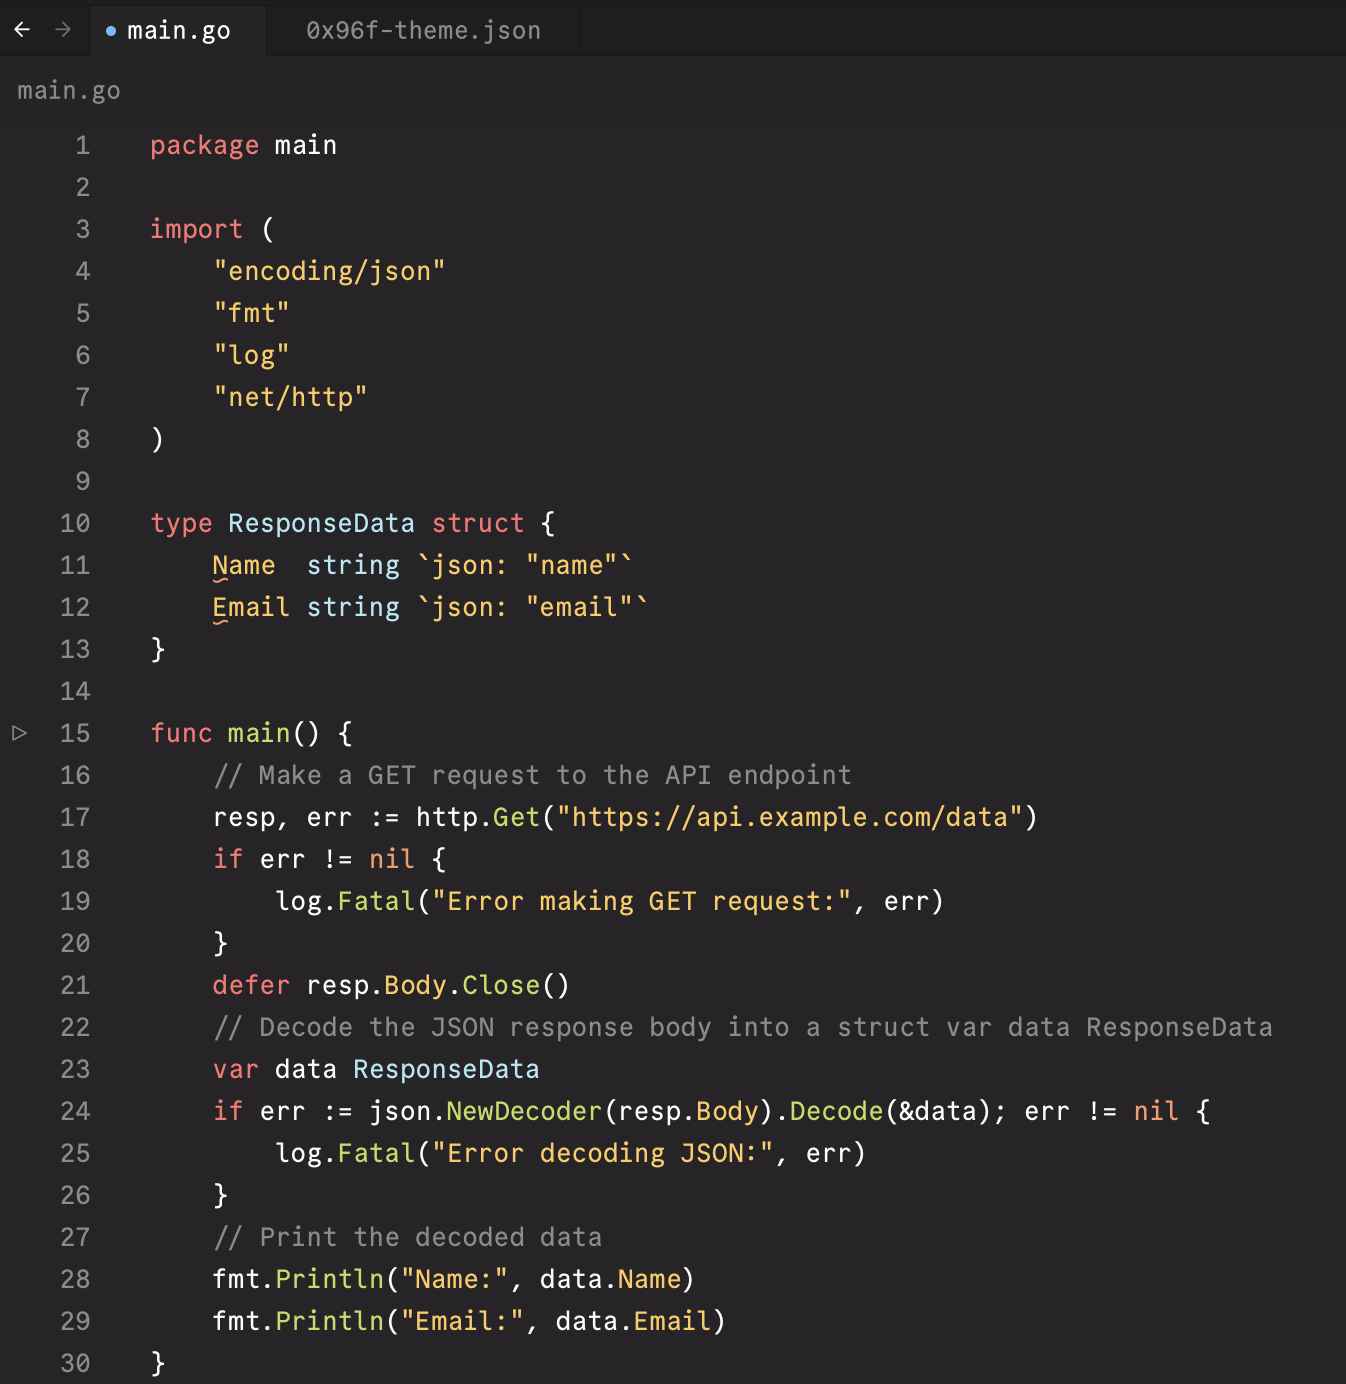 main.go
0x96f-theme.json
main.go
1 package main
2
3 import (
4     "encoding/json"
5     "fmt"
6     "log"
7     "net/http"
8 )
9
10 type ResponseData struct {
11     Name  string `json: "name"`
12     Email string `json: "email"`
13 }
14
15 func main() {
16     // Make a GET request to the API endpoint
17     resp, err := http.Get("https://api.example.com/data")
18     if err != nil {
19         log.Fatal("Error making GET request:", err)
20     }
21     defer resp.Body.Close()
22     // Decode the JSON response body into a struct var data ResponseData
23     var data ResponseData
24     if err := json.NewDecoder(resp.Body).Decode(&data); err != nil {
25         log.Fatal("Error decoding JSON:", err)
26     }
27     // Print the decoded data
28     fmt.Println("Name:", data.Name)
29     fmt.Println("Email:", data.Email)
30 }